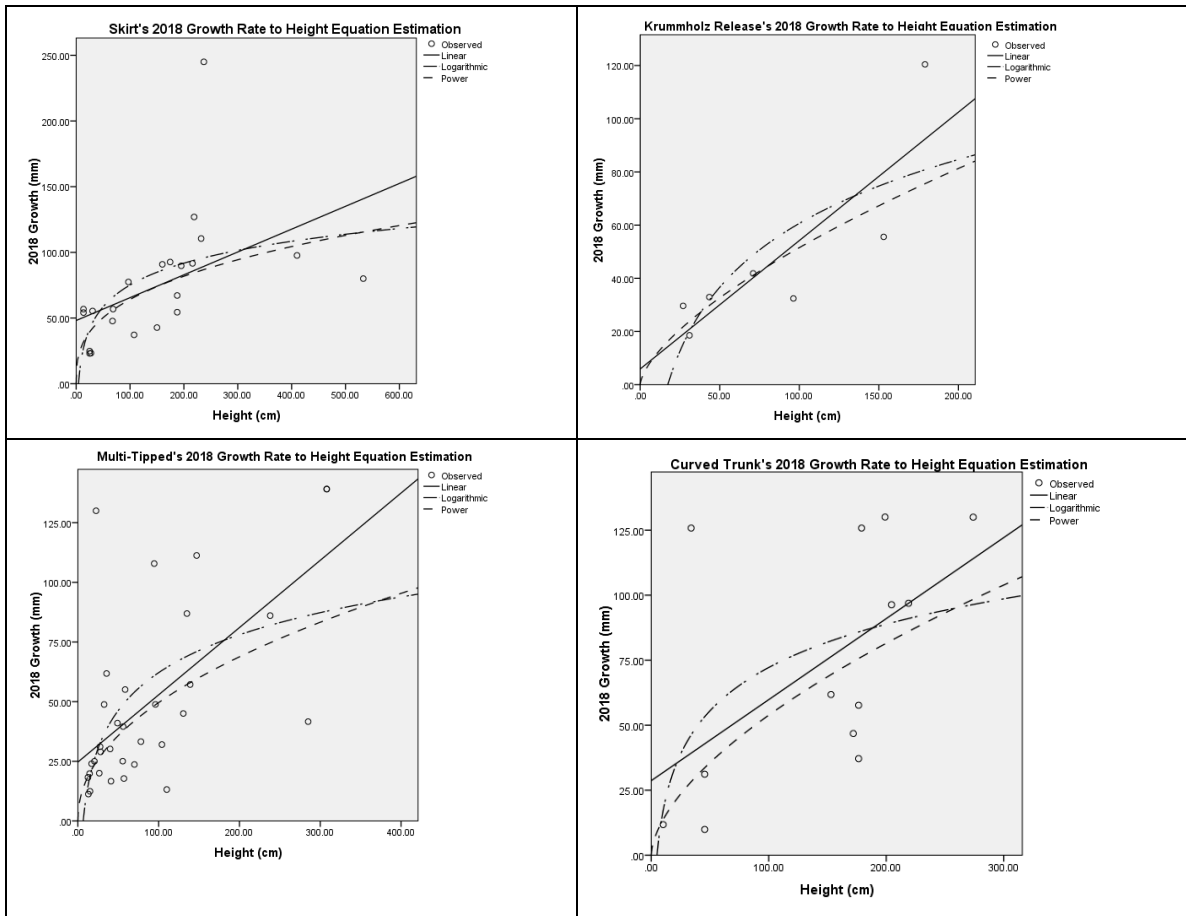 Skirt's 2018 Growth Rate to Height Equation Estimation
Observed
Linear
Logarithmic
Power
250.00
200.00
150.00
100.00
50.00
.00
2018 Growth (mm)
.00 100.00 200.00 300.00 400.00 500.00 600.00
Height (cm)
Krummholz Release's 2018 Growth Rate to Height Equation Estimation
Observed
Linear
Logarithmic
Power
120.00
100.00
80.00
60.00
40.00
20.00
.00
2018 Growth (mm)
.00 50.00 100.00 150.00 200.00
Height (cm)
Multi-Tipped's 2018 Growth Rate to Height Equation Estimation
Observed
Linear
Logarithmic
Power
125.00
100.00
75.00
50.00
25.00
.00
2018 Growth (mm)
.00 100.00 200.00 300.00 400.00
Height (cm)
Curved Trunk's 2018 Growth Rate to Height Equation Estimation
Observed
Linear
Logarithmic
Power
125.00
100.00
75.00
50.00
25.00
.00
2018 Growth (mm)
.00 100.00 200.00 300.00
Height (cm)